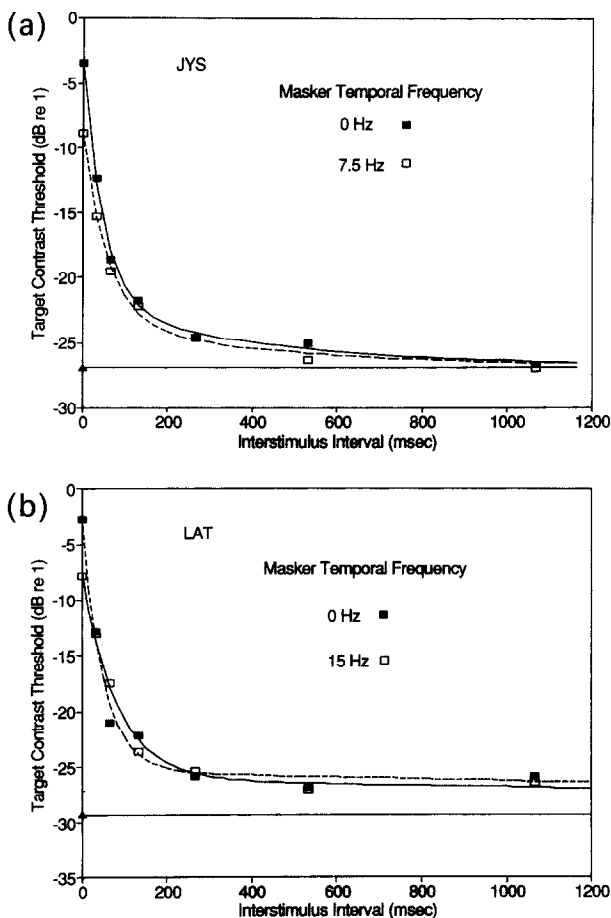 (a)
JYS
Masker Temporal Frequency
0 Hz ■
7.5 Hz □
Target Contrast Threshold (dB re 1)
0
-5
-10
-15
-20
-25
-30
0 200 400 600 800 1000 1200
Interstimulus Interval (msec)
(b)
LAT
Masker Temporal Frequency
0 Hz ■
15 Hz □
Target Contrast Threshold (dB re 1)
0
-5
-10
-15
-20
-25
-30
-35
0 200 400 600 800 1000 1200
Interstimulus Interval (msec)